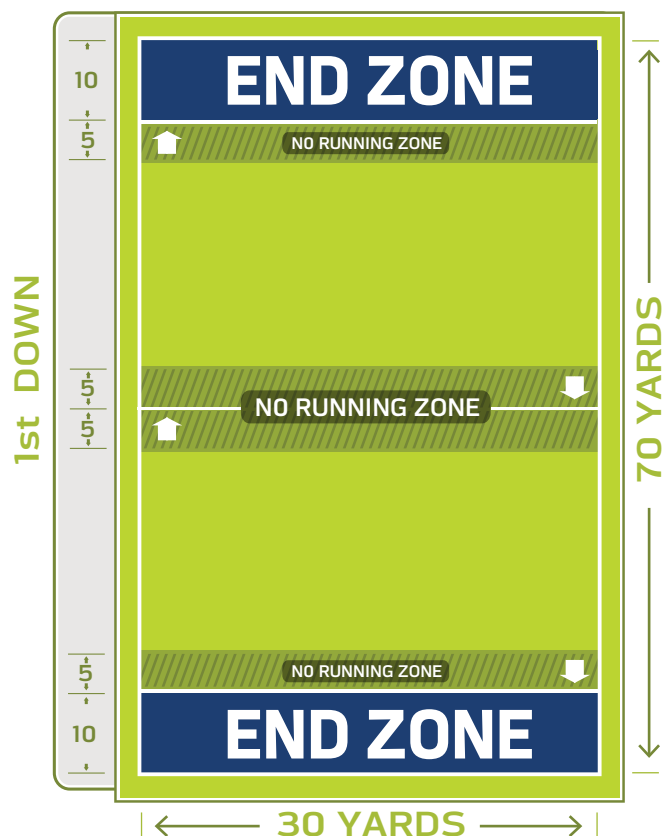 END ZONE
10
5
NO RUNNING ZONE
1st DOWN
70 YARDS
5
NO RUNNING ZONE
5
5
NO RUNNING ZONE
10
END ZONE
30 YARDS